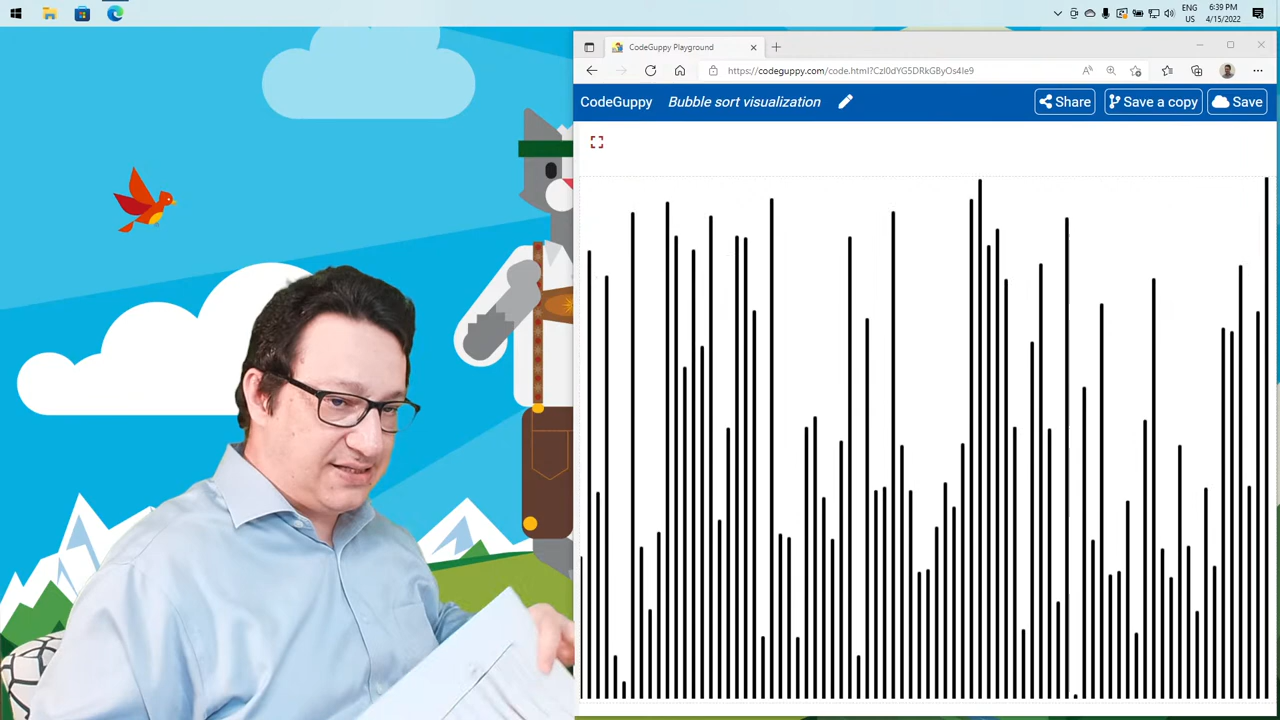 ENG
US
6:39 PM
4/15/2022
CodeGuppy Playground
https://codeguppy.com/code.html?CzI0dYG5DRkGByOs4Ie9
CodeGuppy
Bubble sort visualization
Share
Save a copy
Save